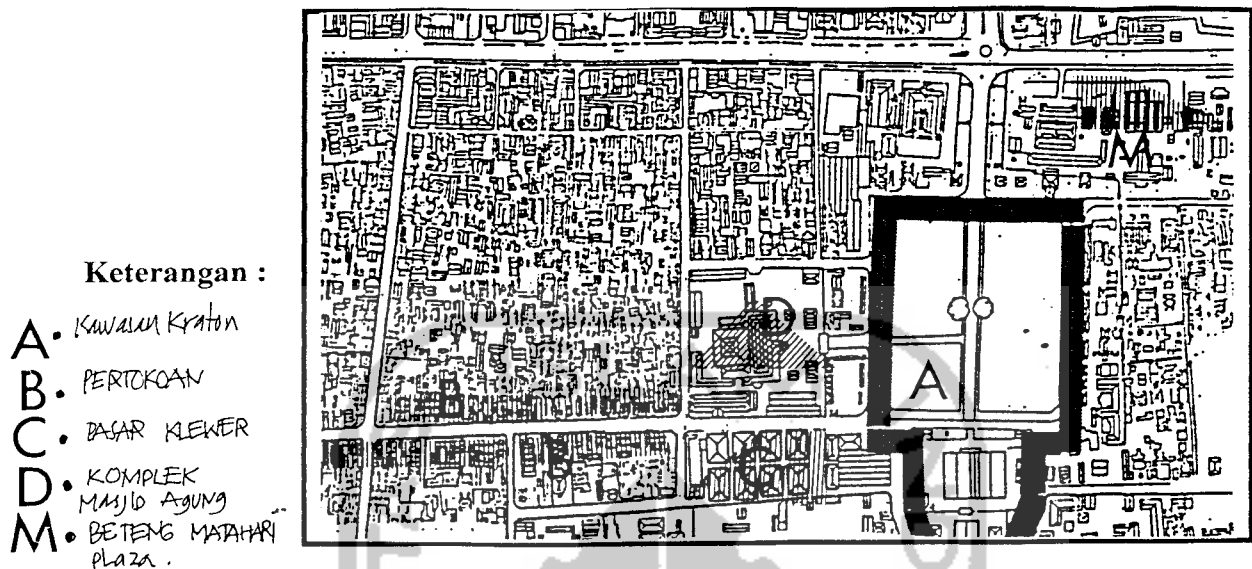 Keterangan :
A. Kawasan Kraton
B. PERTOKOAN
C. PASAR KLEWER
D. KOMPLEK
Masjid Agung
M. BETENG MATAHARI
Plaza.
M
D
A
B
B
C